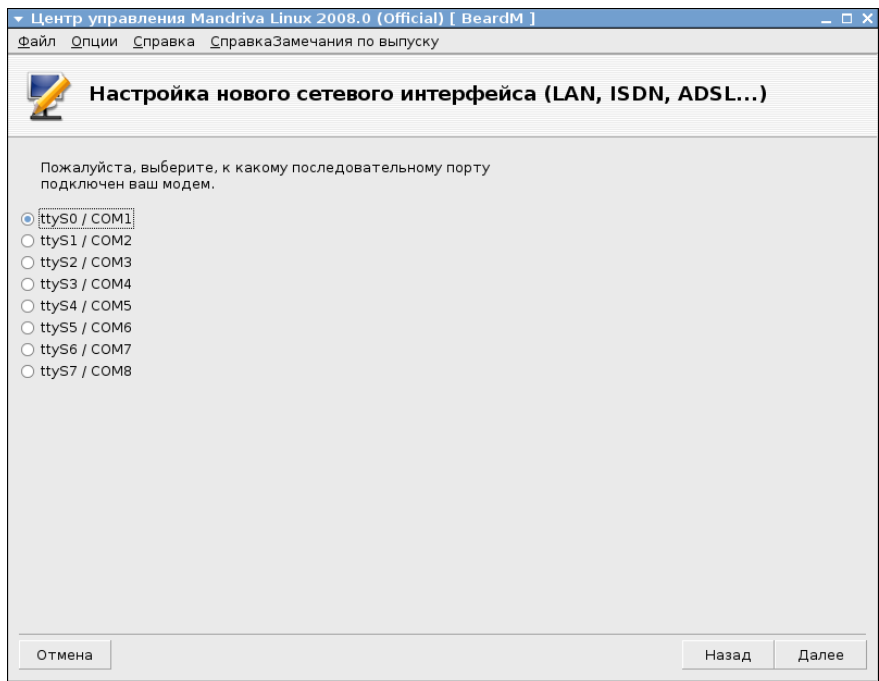 Центр управления Mandriva Linux 2008.0 (Official) [ BeardM ]
Файл Опции Справка СправкаЗамечания по выпуску
Настройка нового сетевого интерфейса (LAN, ISDN, ADSL...)
Пожалуйста, выберите, к какому последовательному порту
подключен ваш модем.
ttyS0 / COM1
ttyS1 / COM2
ttyS2 / COM3
ttyS3 / COM4
ttyS4 / COM5
ttyS5 / COM6
ttyS6 / COM7
ttyS7 / COM8
Отмена Назад Далее